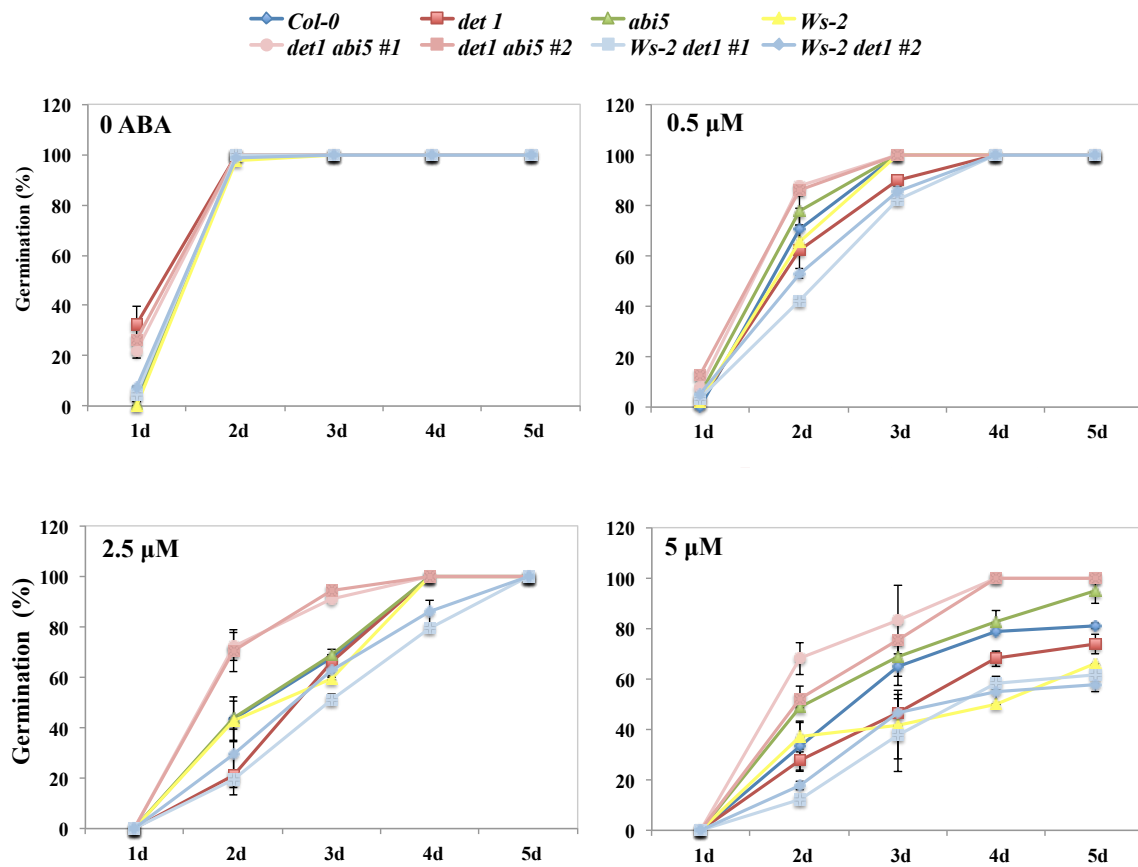 Col-0 det 1 abi5 Ws-2
det1 abi5 #1 det1 abi5 #2 Ws-2 det1 #1 Ws-2 det1 #2
0 ABA
Germination (%)
120
100
80
60
40
20
0
1d 2d 3d 4d 5d
0.5 µM
120
100
80
60
40
20
0
1d 2d 3d 4d 5d
2.5 µM
Germination (%)
120
100
80
60
40
20
0
1d 2d 3d 4d 5d
5 µM
120
100
80
60
40
20
0
1d 2d 3d 4d 5d